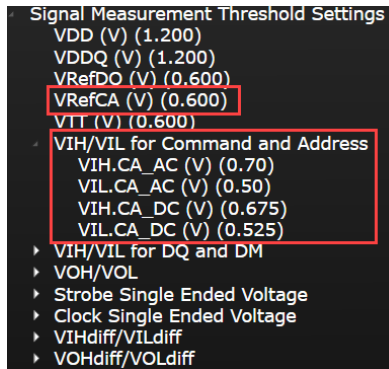 Signal Measurement Threshold Settings
VDD (V) (1.200)
VDDQ (V) (1.200)
VRefDQ (V) (0.600)
VRefCA (V) (0.600)
VTT (V) (0.600)
VIH/VIL for Command and Address
VIH.CA_AC (V) (0.70)
VIL.CA_AC (V) (0.50)
VIH.CA_DC (V) (0.675)
VIL.CA_DC (V) (0.525)
VIH/VIL for DQ and DM
VOH/VOL
Strobe Single Ended Voltage
Clock Single Ended Voltage
VIHdiff/VILdiff
VOHdiff/VOLdiff